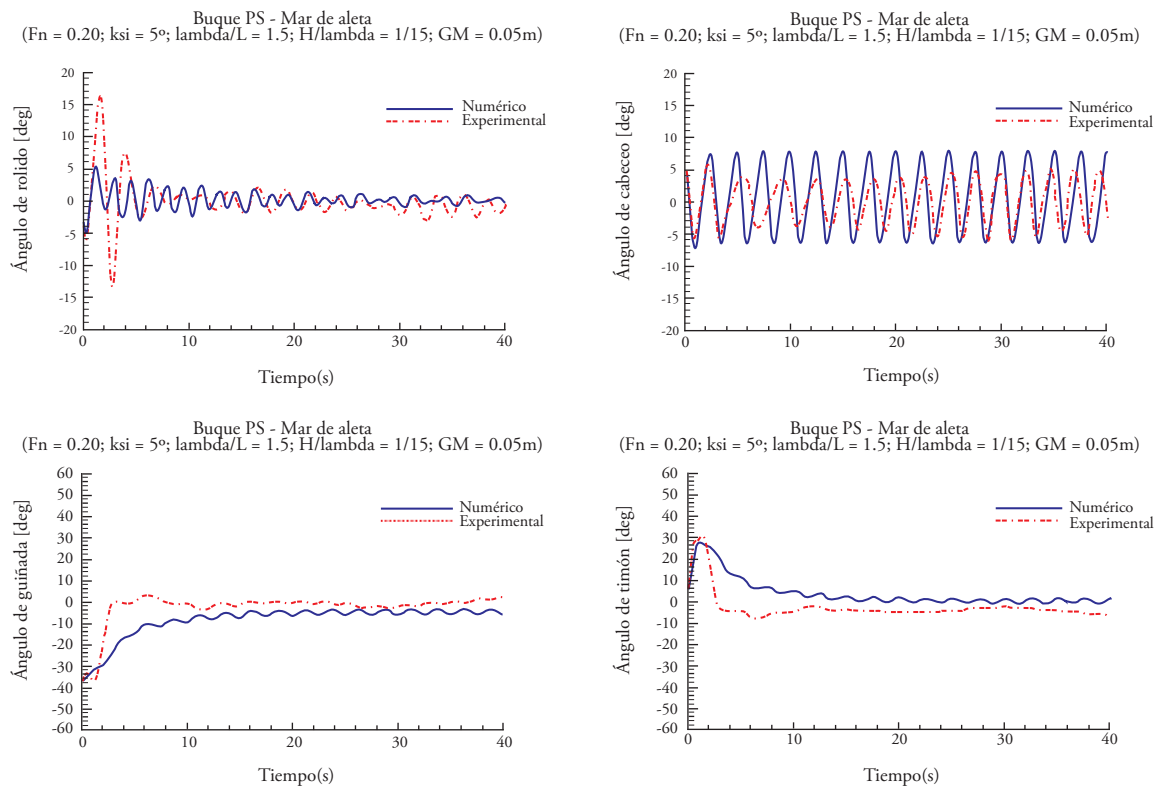 Buque PS - Mar de aleta
(Fn = 0.20; ksi = 5º; lambda/L = 1.5; H/lambda = 1/15; GM = 0.05m)
Ángulo de rolido [deg]
20
15
10
5
0
-5
-10
-15
-20
Numérico
Experimental
0 10 20 30 40
Tiempo(s)
Buque PS - Mar de aleta
(Fn = 0.20; ksi = 5º; lambda/L = 1.5; H/lambda = 1/15; GM = 0.05m)
Ángulo de cabeceo [deg]
20
15
10
5
0
-5
-10
-15
-20
Numérico
Experimental
0 10 20 30 40
Tiempo(s)
Buque PS - Mar de aleta
(Fn = 0.20; ksi = 5º; lambda/L = 1.5; H/lambda = 1/15; GM = 0.05m)
Ángulo de guiñada [deg]
60
50
40
30
20
10
0
-10
-20
-30
-40
-50
-60
Numérico
Experimental
0 10 20 30 40
Tiempo(s)
Buque PS - Mar de aleta
(Fn = 0.20; ksi = 5º; lambda/L = 1.5; H/lambda = 1/15; GM = 0.05m)
Ángulo de timón [deg]
60
50
40
30
20
10
0
-10
-20
-30
-40
-50
-60
Numérico
Experimental
0 10 20 30 40
Tiempo(s)